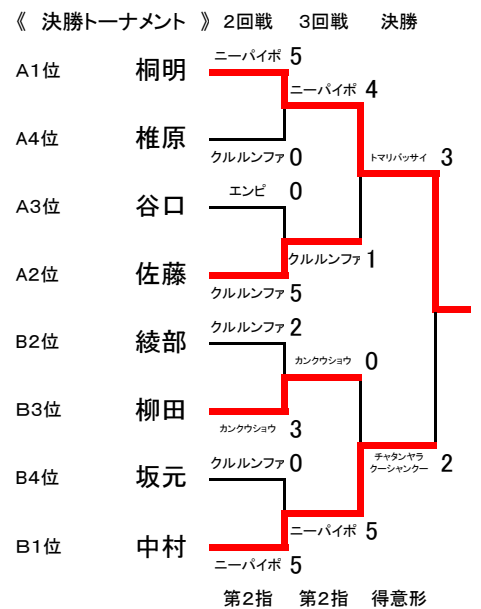 《 決勝トーナメント 》 2回戦 3回戦 決勝
ニーパイポ 5
A1位 桐明
ニーパイポ 4
A4位 椎原
クルルンファ 0
トマリバッサイ 3
エンピ 0
A3位 谷口
クルルンファ 1
A2位 佐藤
クルルンファ 5
クルルンファ 2
B2位 綾部
カンクウショウ 0
B3位 柳田
カンクウショウ 3
チャタンヤラ
クーシャンクー 2
クルルンファ 0
B4位 坂元
ニーパイポ 5
B1位 中村
ニーパイポ 5
第2指 第2指 得意形